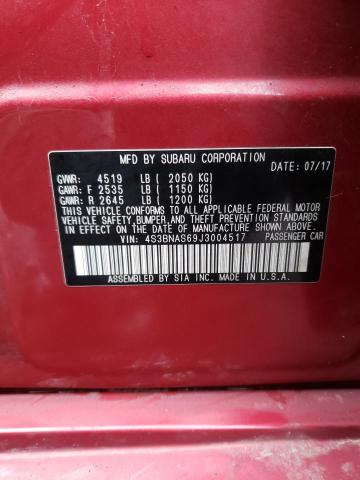 MFD BY SUBARU CORPORATION
DATE: 07/17
GVWR: 4519 LB ( 2050 KG)
GAWR: F 2535 LB ( 1150 KG)
GAWR: R 2645 LB ( 1200 KG)
THIS VEHICLE CONFORMS TO ALL APPLICABLE FEDERAL MOTOR
VEHICLE SAFETY, BUMPER, AND THEFT PREVENTION STANDARDS
IN EFFECT ON THE DATE OF MANUFACTURE SHOWN ABOVE.
VIN: 4S3BNAS69J3004517 PASSENGER CAR
ASSEMBLED BY SIA INC. MADE IN U.S.A.